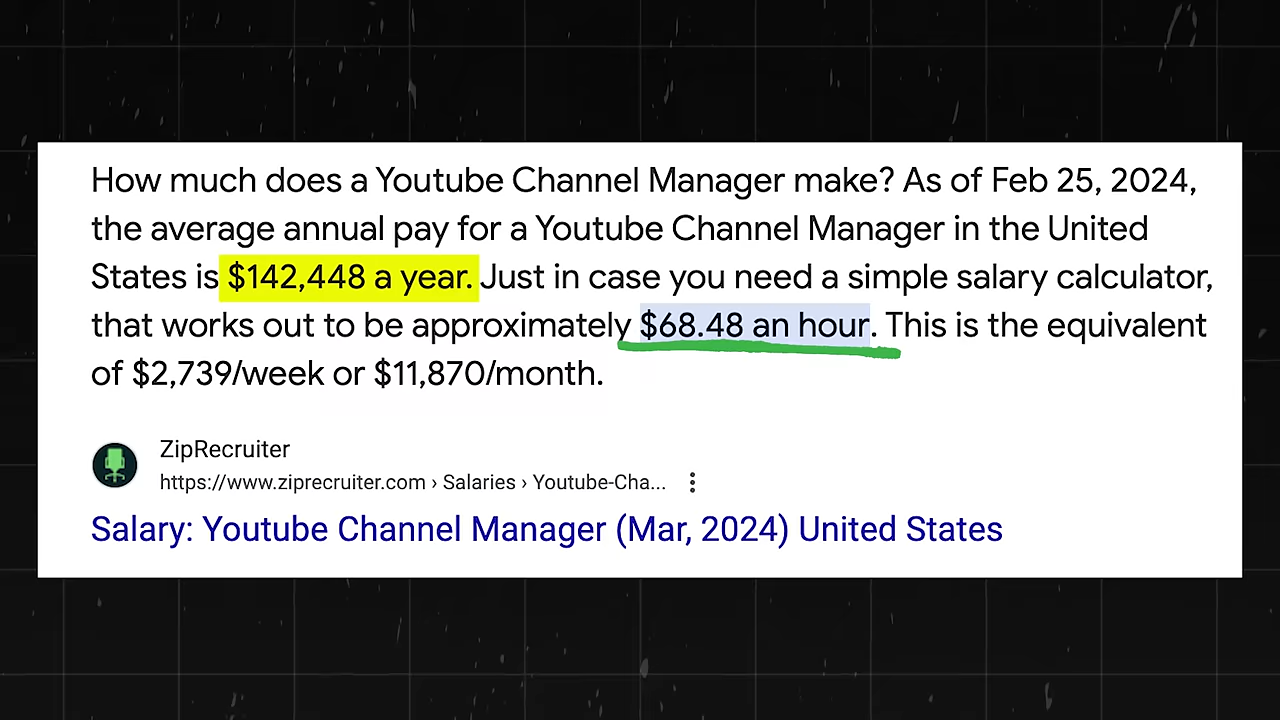 How much does a Youtube Channel Manager make? As of Feb 25, 2024,
the average annual pay for a Youtube Channel Manager in the United
States is $142,448 a year. Just in case you need a simple salary calculator,
that works out to be approximately $68.48 an hour. This is the equivalent
of $2,739/week or $11,870/month.
ZipRecruiter
https://www.ziprecruiter.com › Salaries › Youtube-Cha...
Salary: Youtube Channel Manager (Mar, 2024) United States